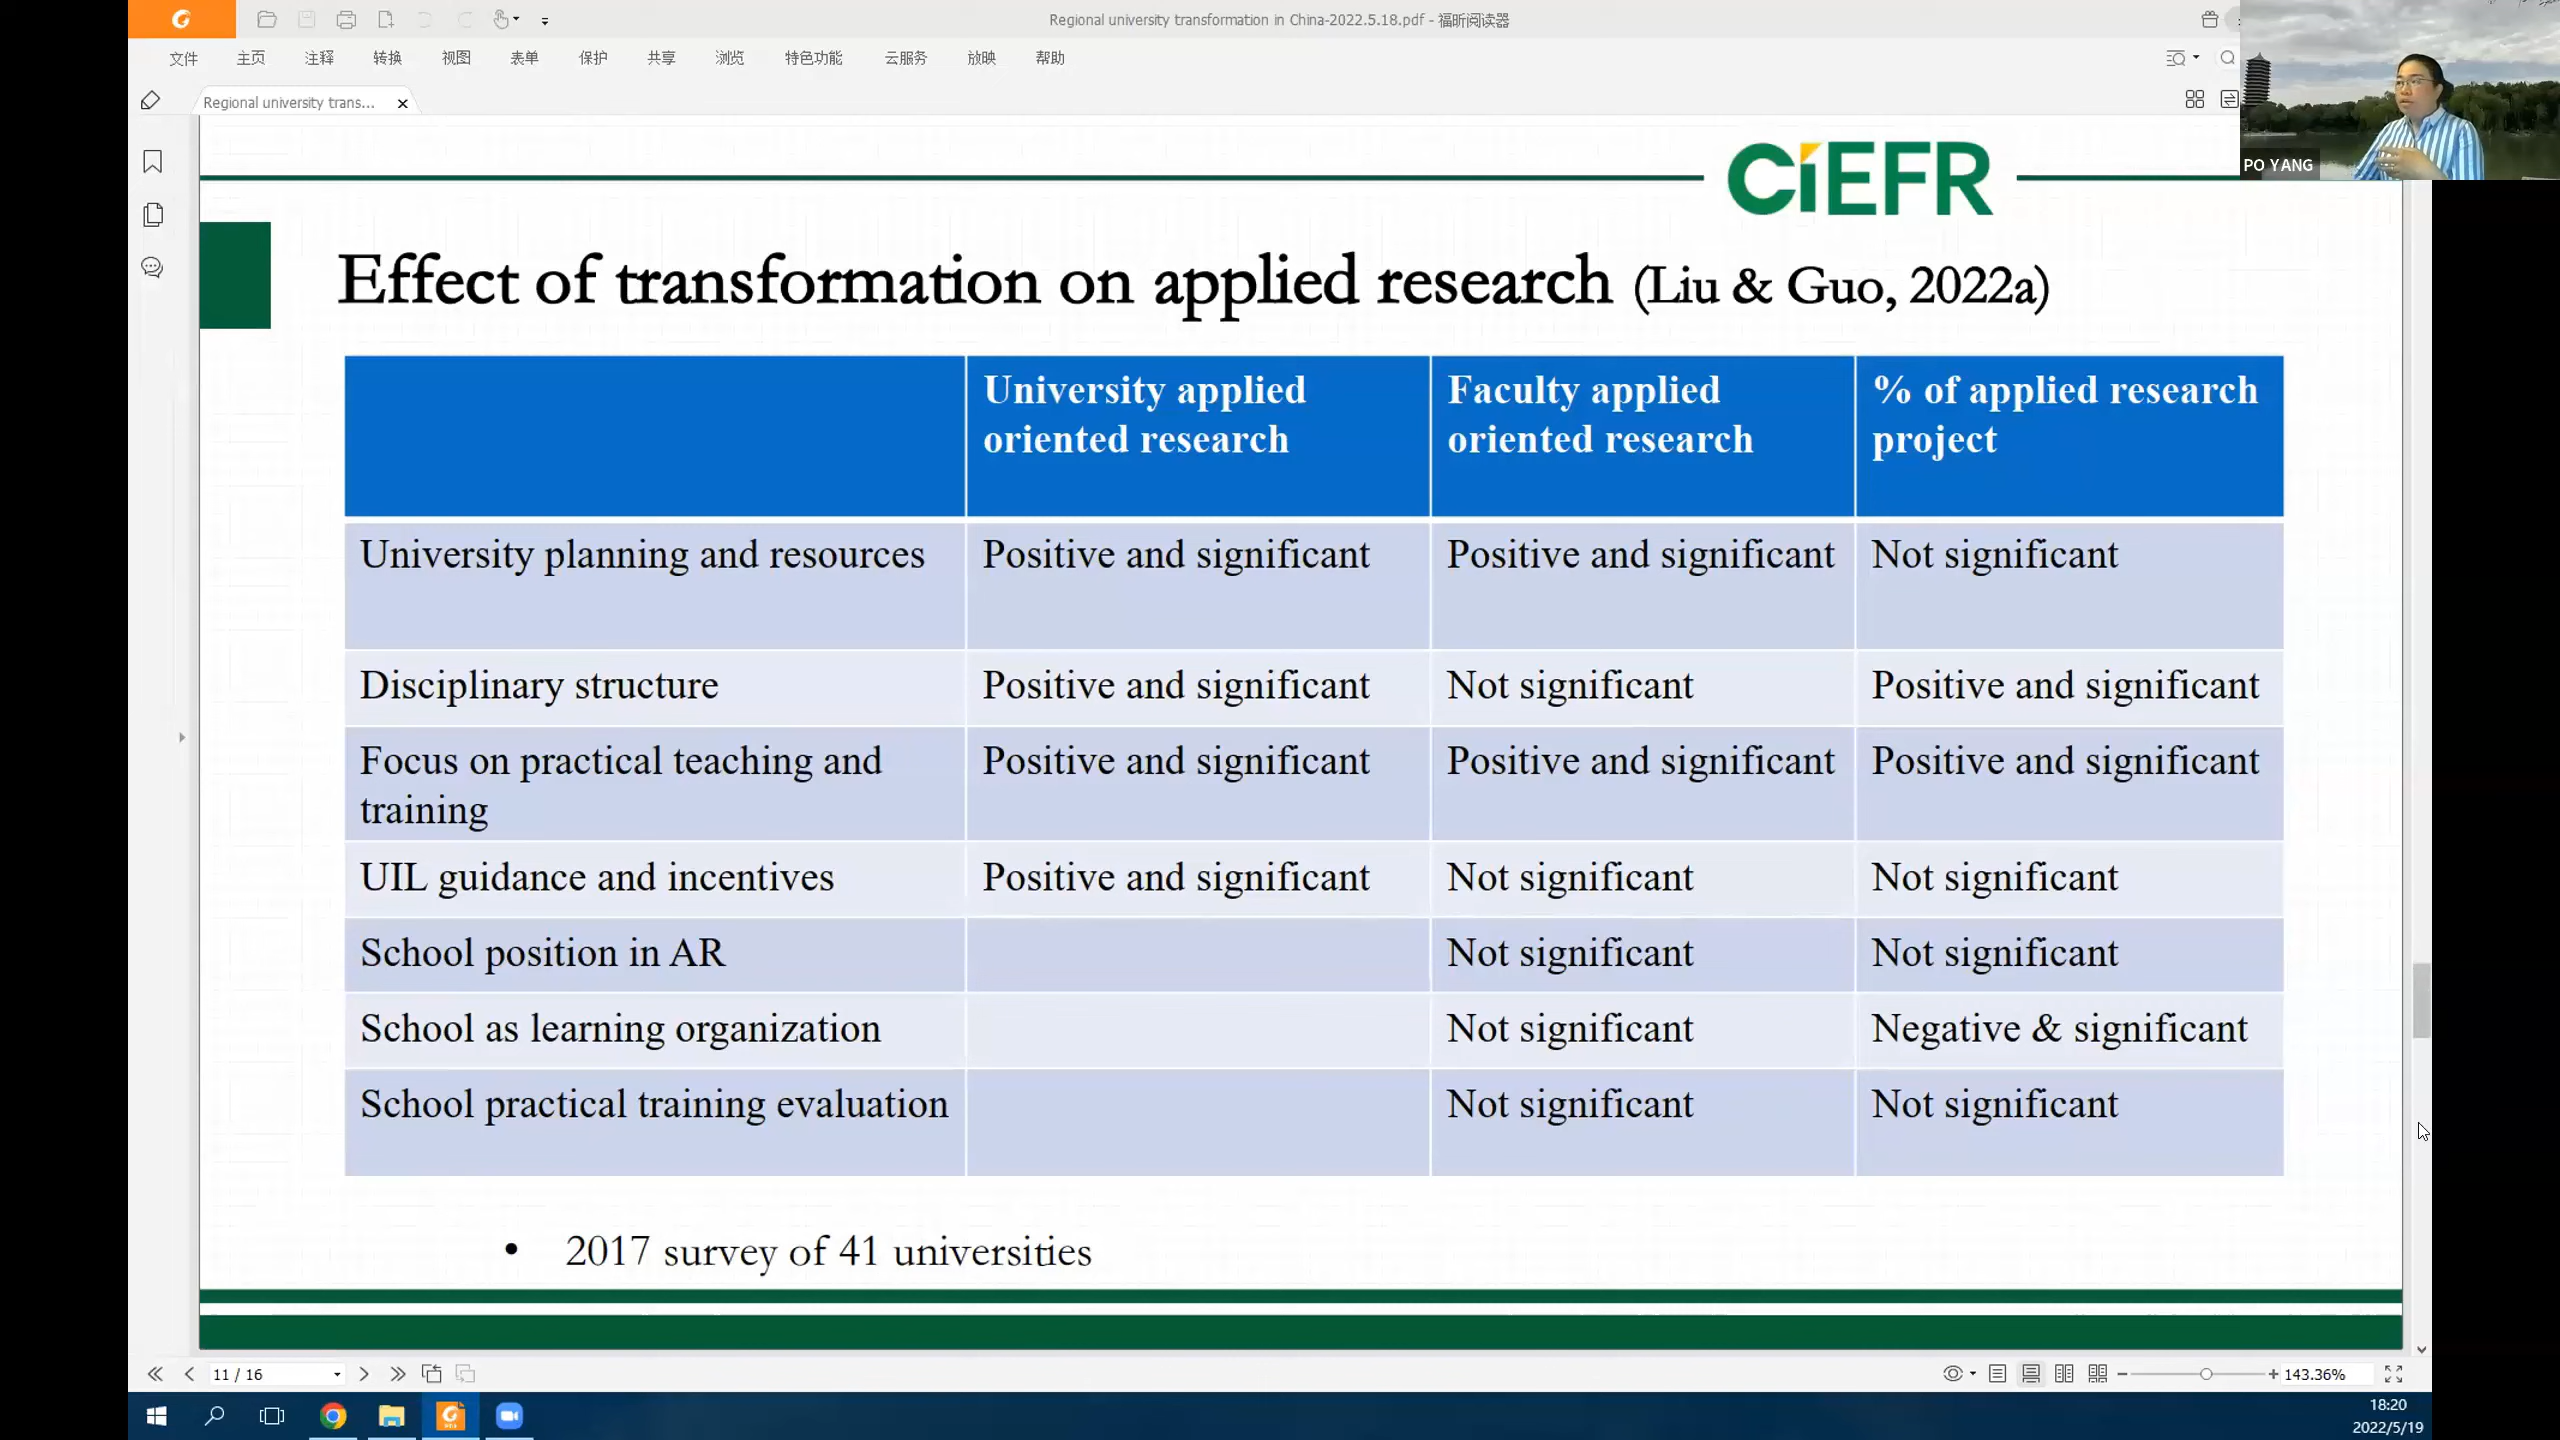 Regional university transformation in China-2022.5.18.pdf - 福昕阅读器
文件 主页 注释 转换 视图 表单 保护 共享 浏览 特色功能 云服务 放映 帮助
Regional university trans...
PO YANG
CiEFR
Effect of transformation on applied research (Liu & Guo, 2022a)
University applied
oriented research
Faculty applied
oriented research
% of applied research
project
University planning and resources Positive and significant Positive and significant Not significant
Disciplinary structure Positive and significant Not significant Positive and significant
Focus on practical teaching and
training
Positive and significant Positive and significant Positive and significant
UIL guidance and incentives Positive and significant Not significant Not significant
School position in AR Not significant Not significant
School as learning organization Not significant Negative & significant
School practical training evaluation Not significant Not significant
• 2017 survey of 41 universities
11 / 16
143.36%
18:20
2022/5/19